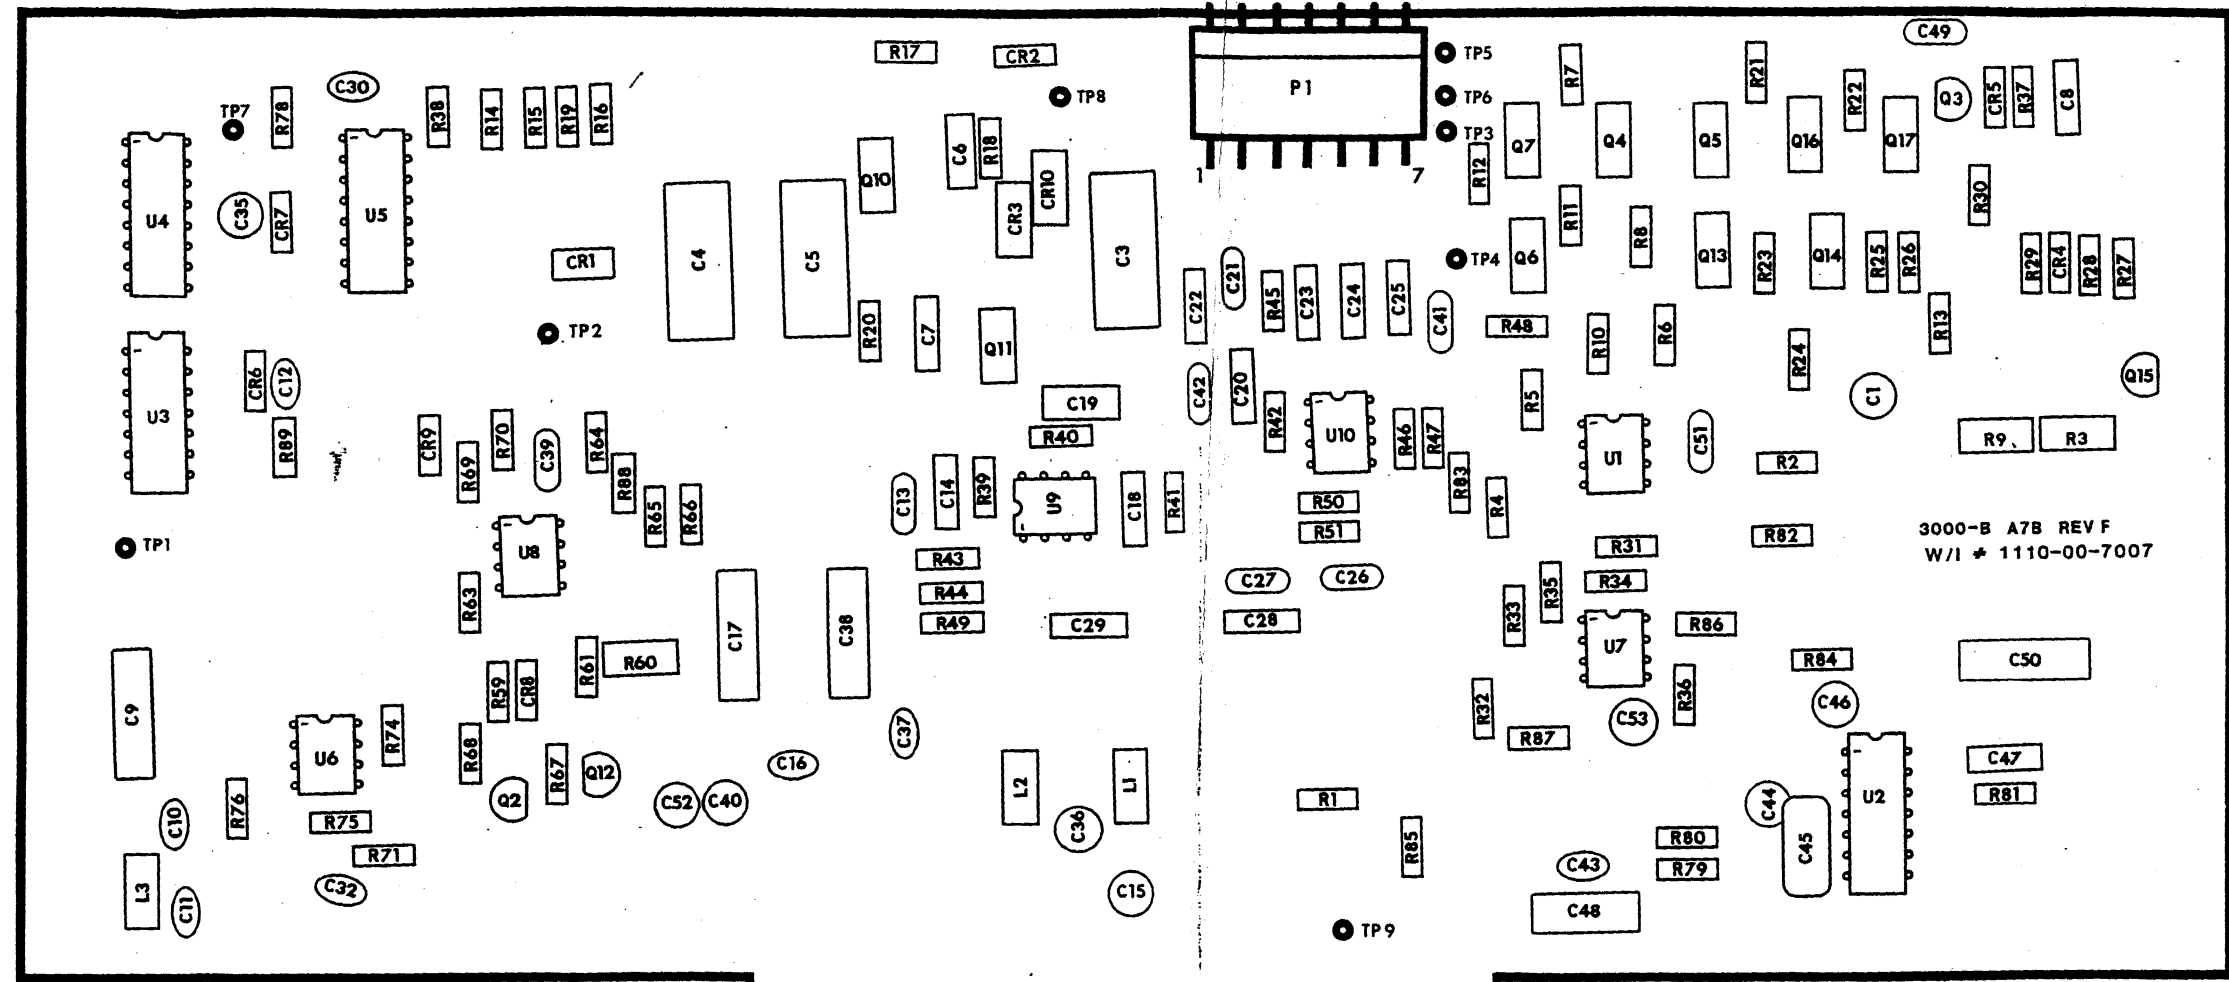 C49
R17
CR2
TP5
R7
R21
C30
TP7
R78
R38
R14
R15
R19
R16
TP8
P1
TP6
R22
Q3
CR5
R37
C8
TP3
Q7
Q4
Q5
Q16
Q17
C6
R18
R12
1
7
U4
C35
CR7
U5
Q10
CR3
CR10
R30
R11
R8
CR1
C4
C5
C3
C21
TP4
Q6
Q13
R23
Q14
R25
R26
R29
CR4
R28
R27
C22
R45
C23
C24
C25
C41
R48
R10
R6
R13
TP2
R20
C7
Q11
R24
U3
CR6
C12
C42
C20
R5
C1
Q15
C19
R42
U10
R46
R47
R89
CR9
R69
R70
C39
R64
R88
R40
C51
R9
R3
U1
R2
R83
R4
C13
C14
R39
U9
C18
R41
R50
R65
R66
R51
R82
3000-B A7B REV F
W/I # 1110-00-7007
TP1
U8
R43
R31
C27
C26
R34
R44
R35
R63
R33
R49
C29
C28
U7
R86
C17
C38
R61
R60
R84
C50
R59
CR8
R32
R36
C46
C9
C53
U6
R74
R68
C37
R87
R67
Q12
C16
L2
L1
C47
Q2
C52
C40
R1
C44
U2
R81
C10
R76
R75
C36
R80
R85
C45
R71
C43
R79
L3
C11
C32
C15
C48
TP9